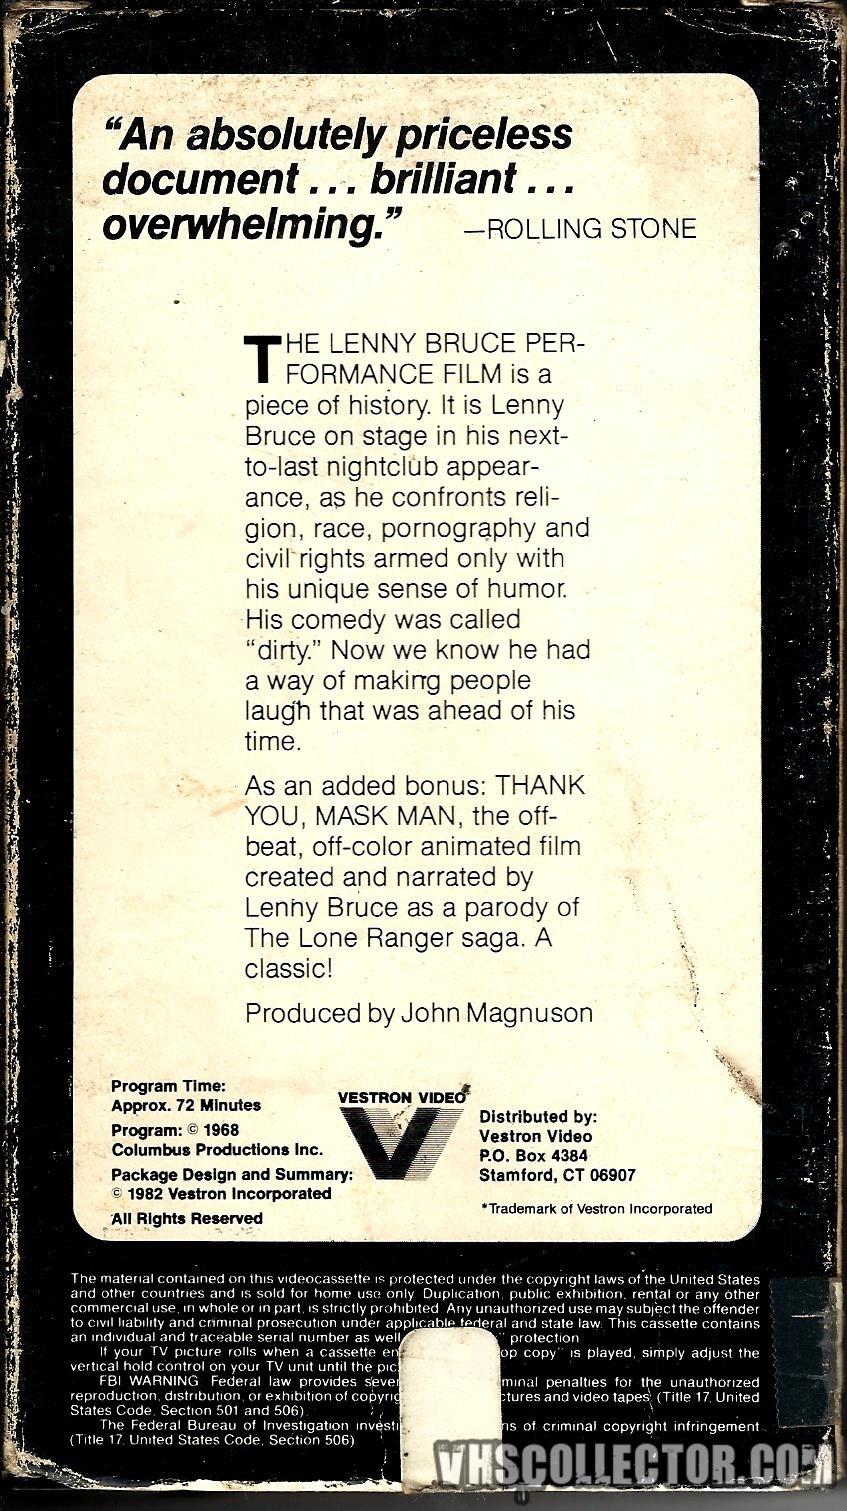 “An absolutely priceless
document . . . brilliant . . .
overwhelming.” —ROLLING STONE
THE LENNY BRUCE PER-
FORMANCE FILM is a
piece of history. It is Lenny
Bruce on stage in his next-
to-last nightclub appear-
ance, as he confronts reli-
gion, race, pornography and
civil rights armed only with
his unique sense of humor.
His comedy was called
“dirty.” Now we know he had
a way of making people
laugh that was ahead of his
time.
As an added bonus: THANK
YOU, MASK MAN, the off-
beat, off-color animated film
created and narrated by
Lenny Bruce as a parody of
The Lone Ranger saga. A
classic!
Produced by John Magnuson
Program Time:
Approx. 72 Minutes
Program: © 1968
Columbus Productions Inc.
Package Design and Summary:
© 1982 Vestron Incorporated
All Rights Reserved
VESTRON VIDEO
Distributed by:
Vestron Video
P.O. Box 4384
Stamford, CT 06907
*Trademark of Vestron Incorporated
The material contained on this videocassette is protected under the copyright laws of the United States
and other countries and is sold for home use only Duplication, public exhibition, rental or any other
commercial use, in whole or in part, is strictly prohibited. Any unauthorized use may subject the offender
to civil liability and criminal prosecution under applicable federal and state law. This cassette contains
an individual and traceable serial number as well " protection
If your TV picture rolls when a cassette op copy" is played, simply adjust the
vertical hold control on your TV unit until the
FBI WARNING Federal law provides penalties for the unauthorized
reproduction, distribution, or exhibition of and video tapes (Title 17, United
States Code, Section 501 and 506)
The Federal Bureau of Investigation of criminal copyright infringement
(Title 17, United States Code, Section 506)
VHSCOLLECTOR.COM